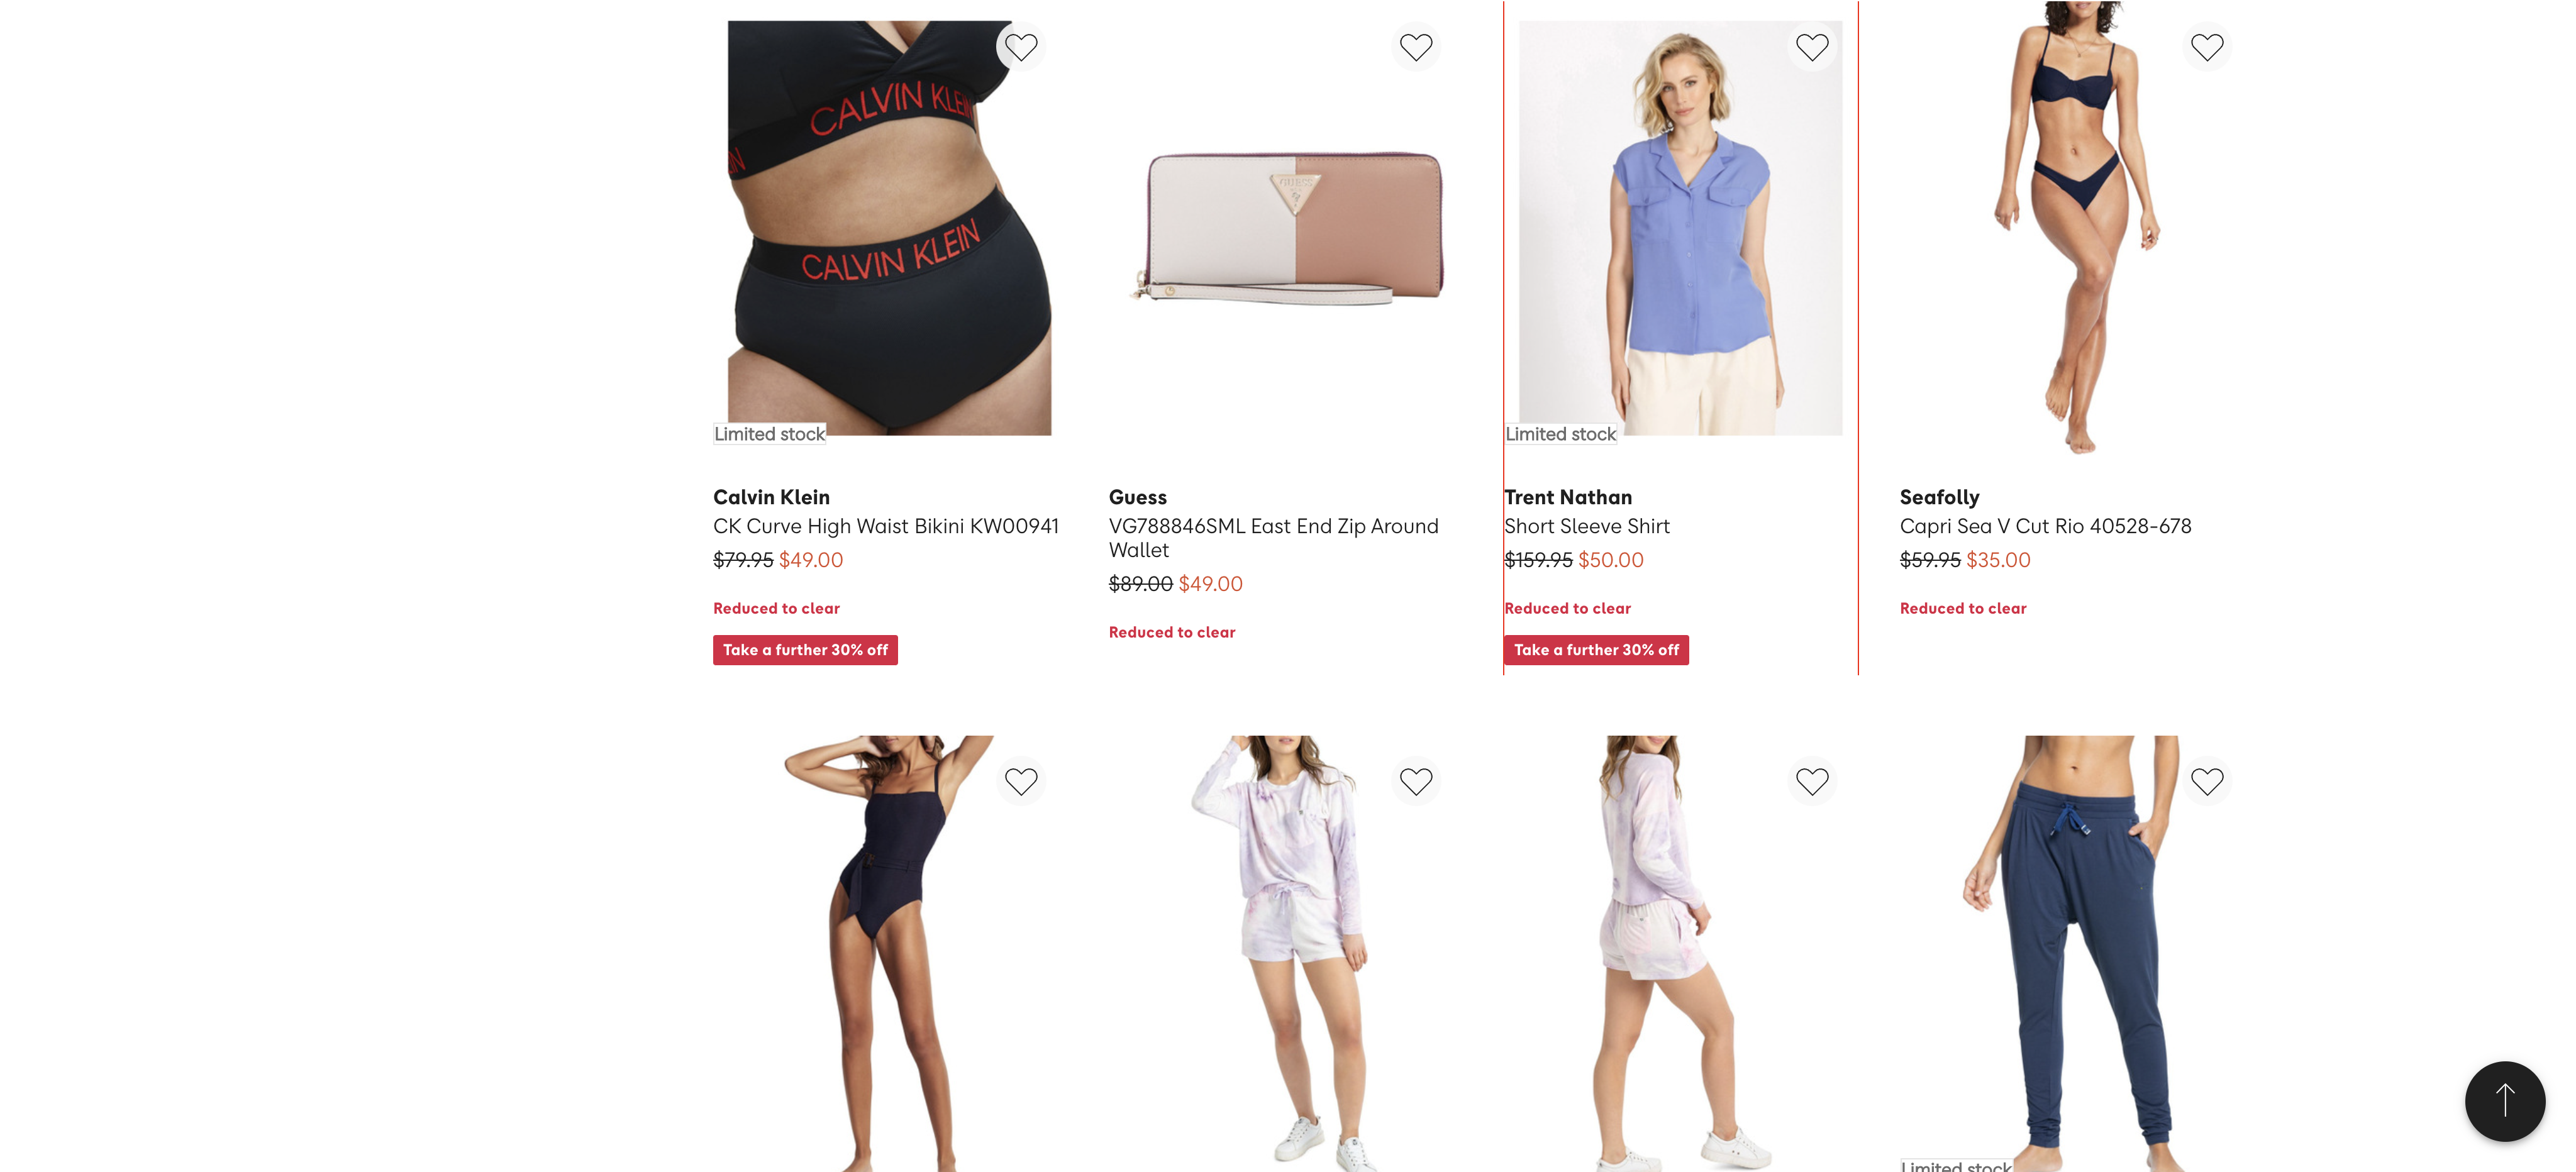 CALVIN KLEIN
CALVIN KLEIN
GUESS
Limited stock
Limited stock
Calvin Klein
CK Curve High Waist Bikini KW00941
$79.95 $49.00
Reduced to clear
Take a further 30% off
Guess
VG788846SML East End Zip Around
Wallet
$89.00 $49.00
Reduced to clear
Trent Nathan
Short Sleeve Shirt
$159.95 $50.00
Reduced to clear
Take a further 30% off
Seafolly
Capri Sea V Cut Rio 40528-678
$59.95 $35.00
Reduced to clear
Limited stock